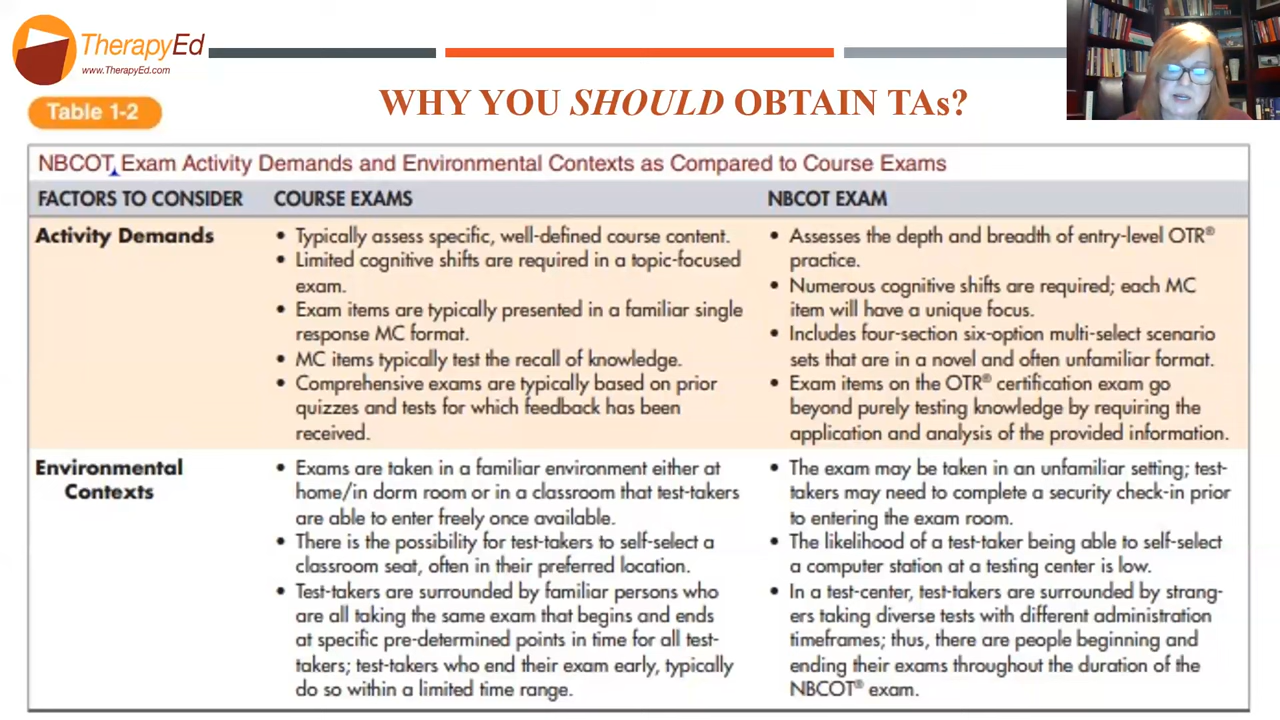 TherapyEd
www.TherapyEd.com
WHY YOU SHOULD OBTAIN TAs?
Table 1-2
NBCOT Exam Activity Demands and Environmental Contexts as Compared to Course Exams
FACTORS TO CONSIDER
COURSE EXAMS
NBCOT EXAM
Activity Demands
• Typically assess specific, well-defined course content.
• Limited cognitive shifts are required in a topic-focused
exam.
• Exam items are typically presented in a familiar single
response MC format.
• MC items typically test the recall of knowledge.
• Comprehensive exams are typically based on prior
quizzes and tests for which feedback has been
received.
• Assesses the depth and breadth of entry-level OTR®
practice.
• Numerous cognitive shifts are required; each MC
item will have a unique focus.
• Includes four-section six-option multi-select scenario
sets that are in a novel and often unfamiliar format.
• Exam items on the OTR® certification exam go
beyond purely testing knowledge by requiring the
application and analysis of the provided information.
Environmental
Contexts
• Exams are taken in a familiar environment either at
home/in dorm room or in a classroom that test-takers
are able to enter freely once available.
• There is the possibility for test-takers to self-select a
classroom seat, often in their preferred location.
• Test-takers are surrounded by familiar persons who
are all taking the same exam that begins and ends
at specific pre-determined points in time for all test-
takers; test-takers who end their exam early, typically
do so within a limited time range.
• The exam may be taken in an unfamiliar setting; test-
takers may need to complete a security check-in prior
to entering the exam room.
• The likelihood of a test-taker being able to self-select
a computer station at a testing center is low.
• In a test-center, test-takers are surrounded by strang-
ers taking diverse tests with different administration
timeframes; thus, there are people beginning and
ending their exams throughout the duration of the
NBCOT® exam.